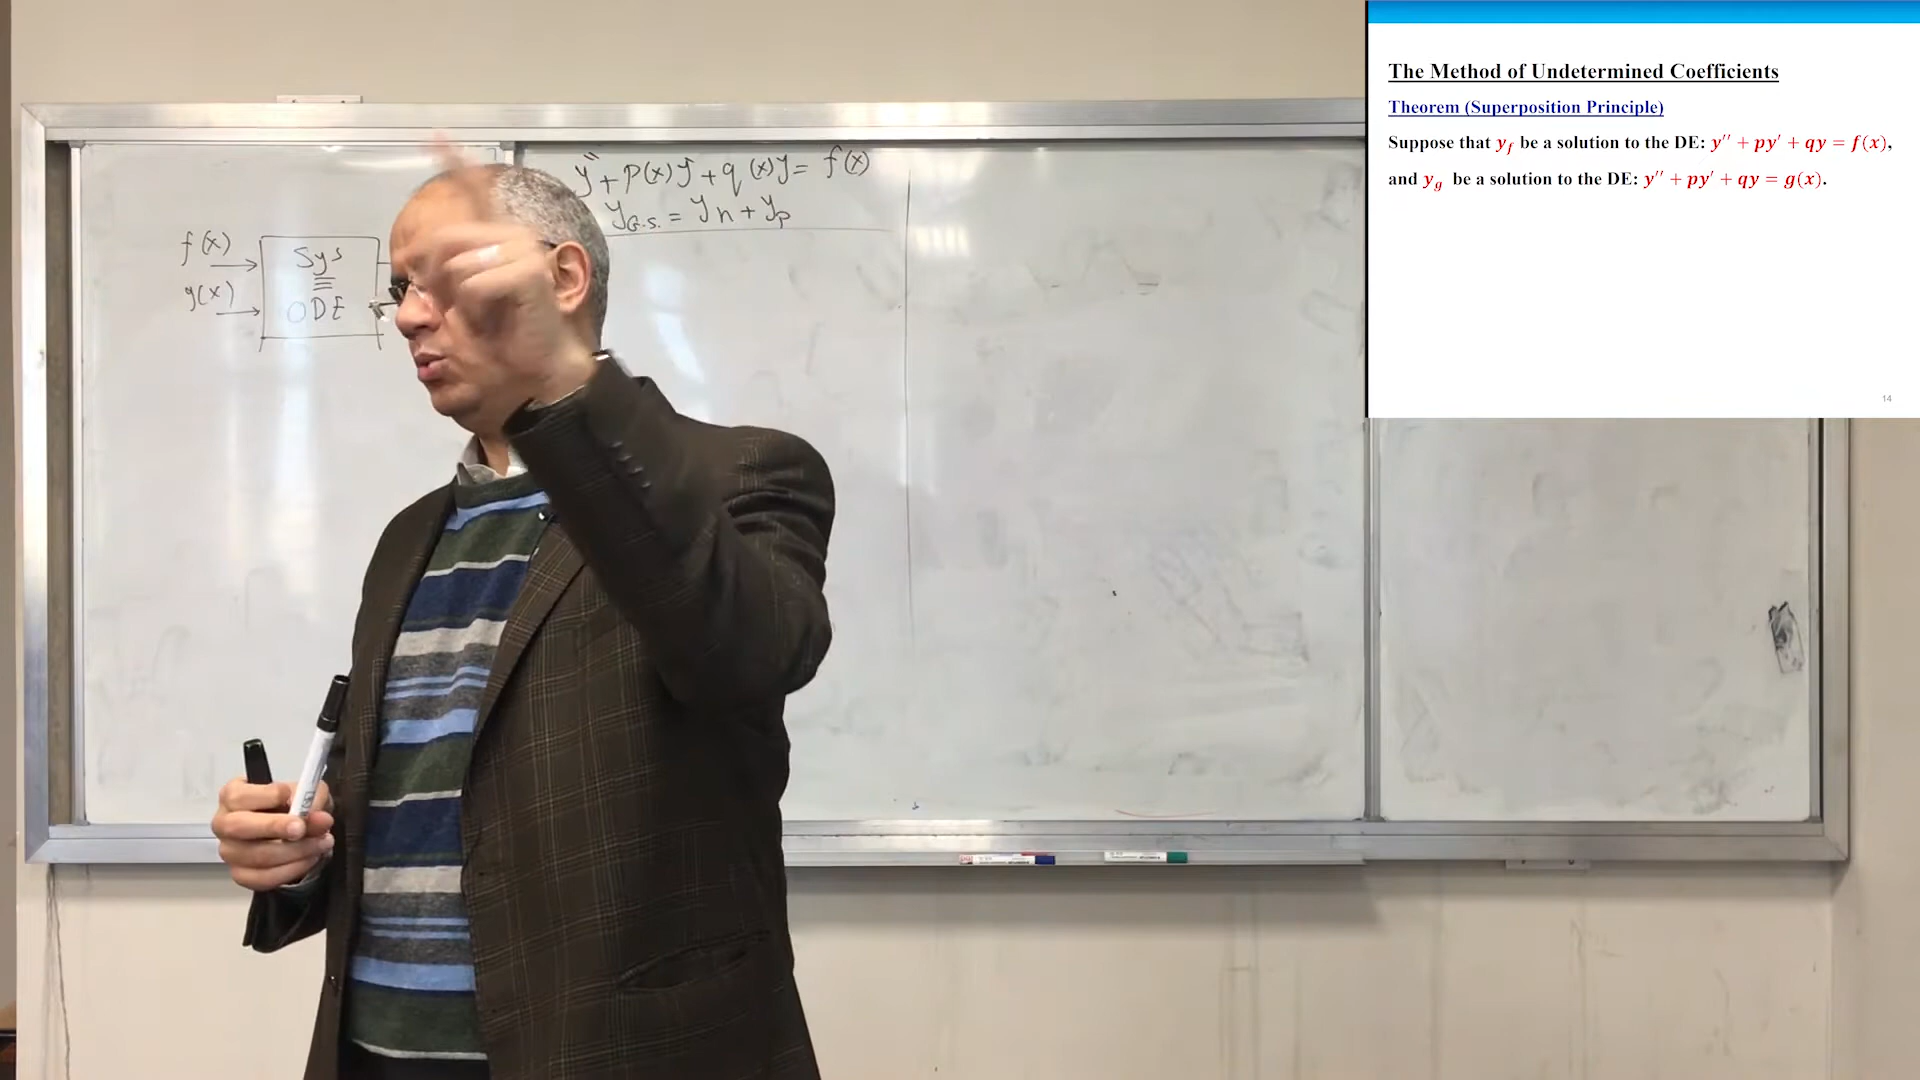 y'' + P(x)y' + q(x)y = f(x)
y_G.S. = y_h + y_p
f(x)
g(x)
Sys
≡
ODE
The Method of Undetermined Coefficients
Theorem (Superposition Principle)
Suppose that y_f be a solution to the DE: y'' + py' + qy = f(x),
and y_g be a solution to the DE: y'' + py' + qy = g(x).
14